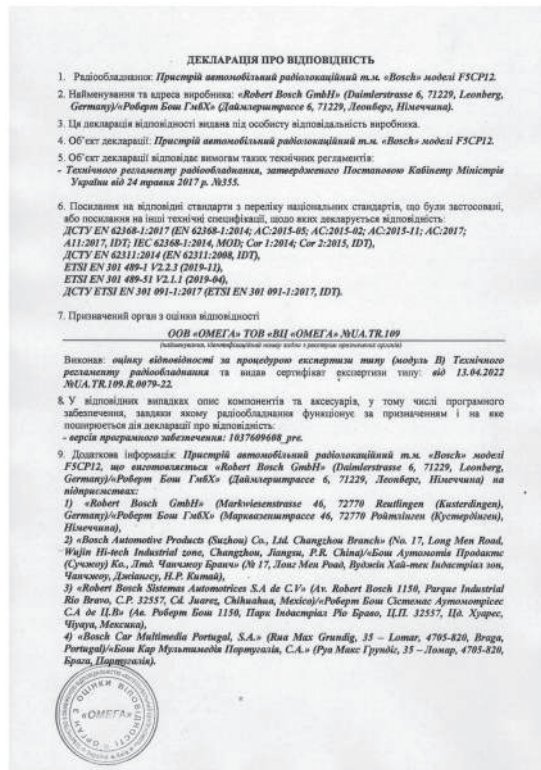 ДЕКЛАРАЦІЯ ПРО ВІДПОВІДНІСТЬ
1. Радіообладнання: Пристрій автомобільний радіолокаційний т.м. «Bosch» моделі F5CP12.
2. Найменування та адреса виробника: «Robert Bosch GmbH» (Daimlerstrasse 6, 71229, Leonberg,
Germany)/«Роберт Бош ГмбХ» (Даймлерштрассе 6, 71229, Леонберг, Німеччина).
3. Ця декларація відповідності видана під особисту відповідальність виробника.
4. Об'єкт декларації: Пристрій автомобільний радіолокаційний т.м. «Bosch» моделі F5CP12.
5. Об'єкт декларації відповідає вимогам таких технічних регламентів:
- Технічного регламенту радіообладнання, затвердженого Постановою Кабінету Міністрів
України від 24 травня 2017 р. №355.
6. Посилання на відповідні стандарти з переліку національних стандартів, що були застосовані,
або посилання на інші технічні специфікації, щодо яких декларується відповідність:
ДСТУ EN 62368-1:2017 (EN 62368-1:2014; AC:2015-05; AC:2015-02; AC:2015-11; AC:2017;
A11:2017, IDT; IEC 62368-1:2014, MOD; Cor 1:2014; Cor 2:2015, IDT),
ДСТУ EN 62311:2014 (EN 62311:2008, IDT),
ETSI EN 301 489-1 V2.2.3 (2019-11),
ETSI EN 301 489-51 V2.1.1 (2019-04),
ДСТУ ETSI EN 301 091-1:2017 (ETSI EN 301 091-1:2017, IDT).
7. Призначений орган з оцінки відповідності
ООВ «ОМЕГА» ТОВ «ВЦ «ОМЕГА» №UA.TR.109
(найменування, ідентифікаційний номер згідно з реєстром призначених органів)
Виконав: оцінку відповідності за процедурою експертизи типу (модуль В) Технічного
регламенту радіообладнання та видав сертифікат експертизи типу: від 13.04.2022
№UA.TR.109.R.0079-22.
8. У відповідних випадках опис компонентів та аксесуарів, у тому числі програмного
забезпечення, завдяки якому радіообладнання функціонує за призначенням і на яке
поширюється дія декларації про відповідність:
- версія програмного забезпечення: 1037609608_pre.
9. Додаткова інформація: Пристрій автомобільний радіолокаційний т.м. «Bosch» моделі
F5CP12, що виготовляється «Robert Bosch GmbH» (Daimlerstrasse 6, 71229, Leonberg,
Germany)/«Роберт Бош ГмбХ» (Даймлерштрассе 6, 71229, Леонберг, Німеччина) на
підприємствах:
1) «Robert Bosch GmbH» (Markwiesenstrasse 46, 72770 Reutlingen (Kusterdingen),
Germany)/«Роберт Бош ГмбХ» (Марквазенштрассе 46, 72770 Ройтлінген (Кустердінген),
Німеччина),
2) «Bosch Automotive Products (Suzhou) Co., Ltd. Changzhou Branch» (No. 17, Long Men Road,
Wujin Hi-tech Industrial zone, Changzhou, Jiangsu, P.R. China)/«Бош Аутомотів Продактс
(Сучжоу) Ко., Лтд. Чанчжоу Бранч» (№ 17, Лонг Мен Роад, Вуджін Хай-тек Індастріал зон,
Чанчжоу, Джіангсу, Н.Р. Китай),
3) «Robert Bosch Sistemas Automotrices S.A de C.V» (Av. Robert Bosch 1150, Parque Industrial
Rio Bravo, C.P. 32557, Cd. Juarez, Chihuahua, Mexico)/«Роберт Бош Сістемас Аутомотрісес
С.А де Ц.В» (Ав. Роберт Бош 1150, Парк Індастріал Ріо Браво, Ц.П. 32557, Цд. Хуарес,
Чіуауа, Мексика),
4) «Bosch Car Multimedia Portugal, S.A.» (Rua Max Grundig, 35 – Lomar, 4705-820, Braga,
Portugal)/«Бош Кар Мультимедія Португалія, С.А.» (Руа Макс Грундіг, 35 – Ломар, 4705-820,
Брага, Португалія).
ОРГАН З ОЦІНКИ ВІДПОВІДНОСТІ
«ОМЕГА»